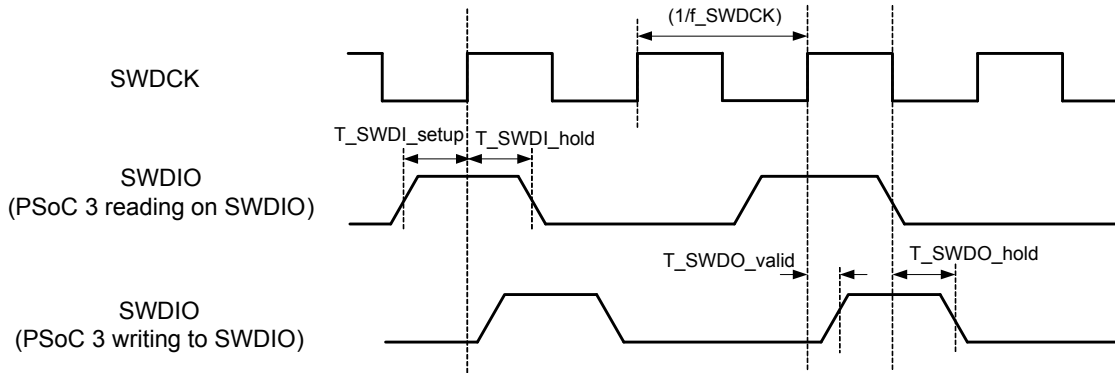 (1/f_SWDCK)
SWDCK
T_SWDI_setup
T_SWDI_hold
SWDIO
(PSoC 3 reading on SWDIO)
T_SWDO_valid
T_SWDO_hold
SWDIO
(PSoC 3 writing to SWDIO)